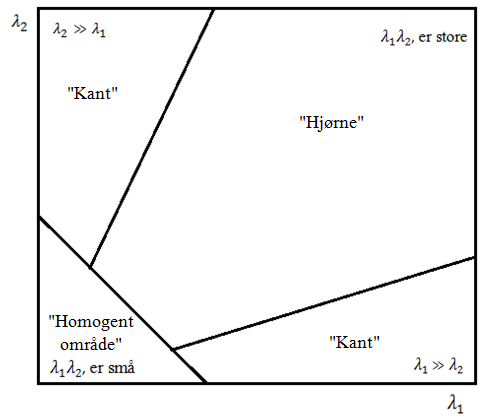 λ₂
λ₂ ≫ λ₁
λ₁λ₂, er store
"Kant"
"Hjørne"
"Homogent
område"
λ₁λ₂, er små
"Kant"
λ₁ ≫ λ₂
λ₁